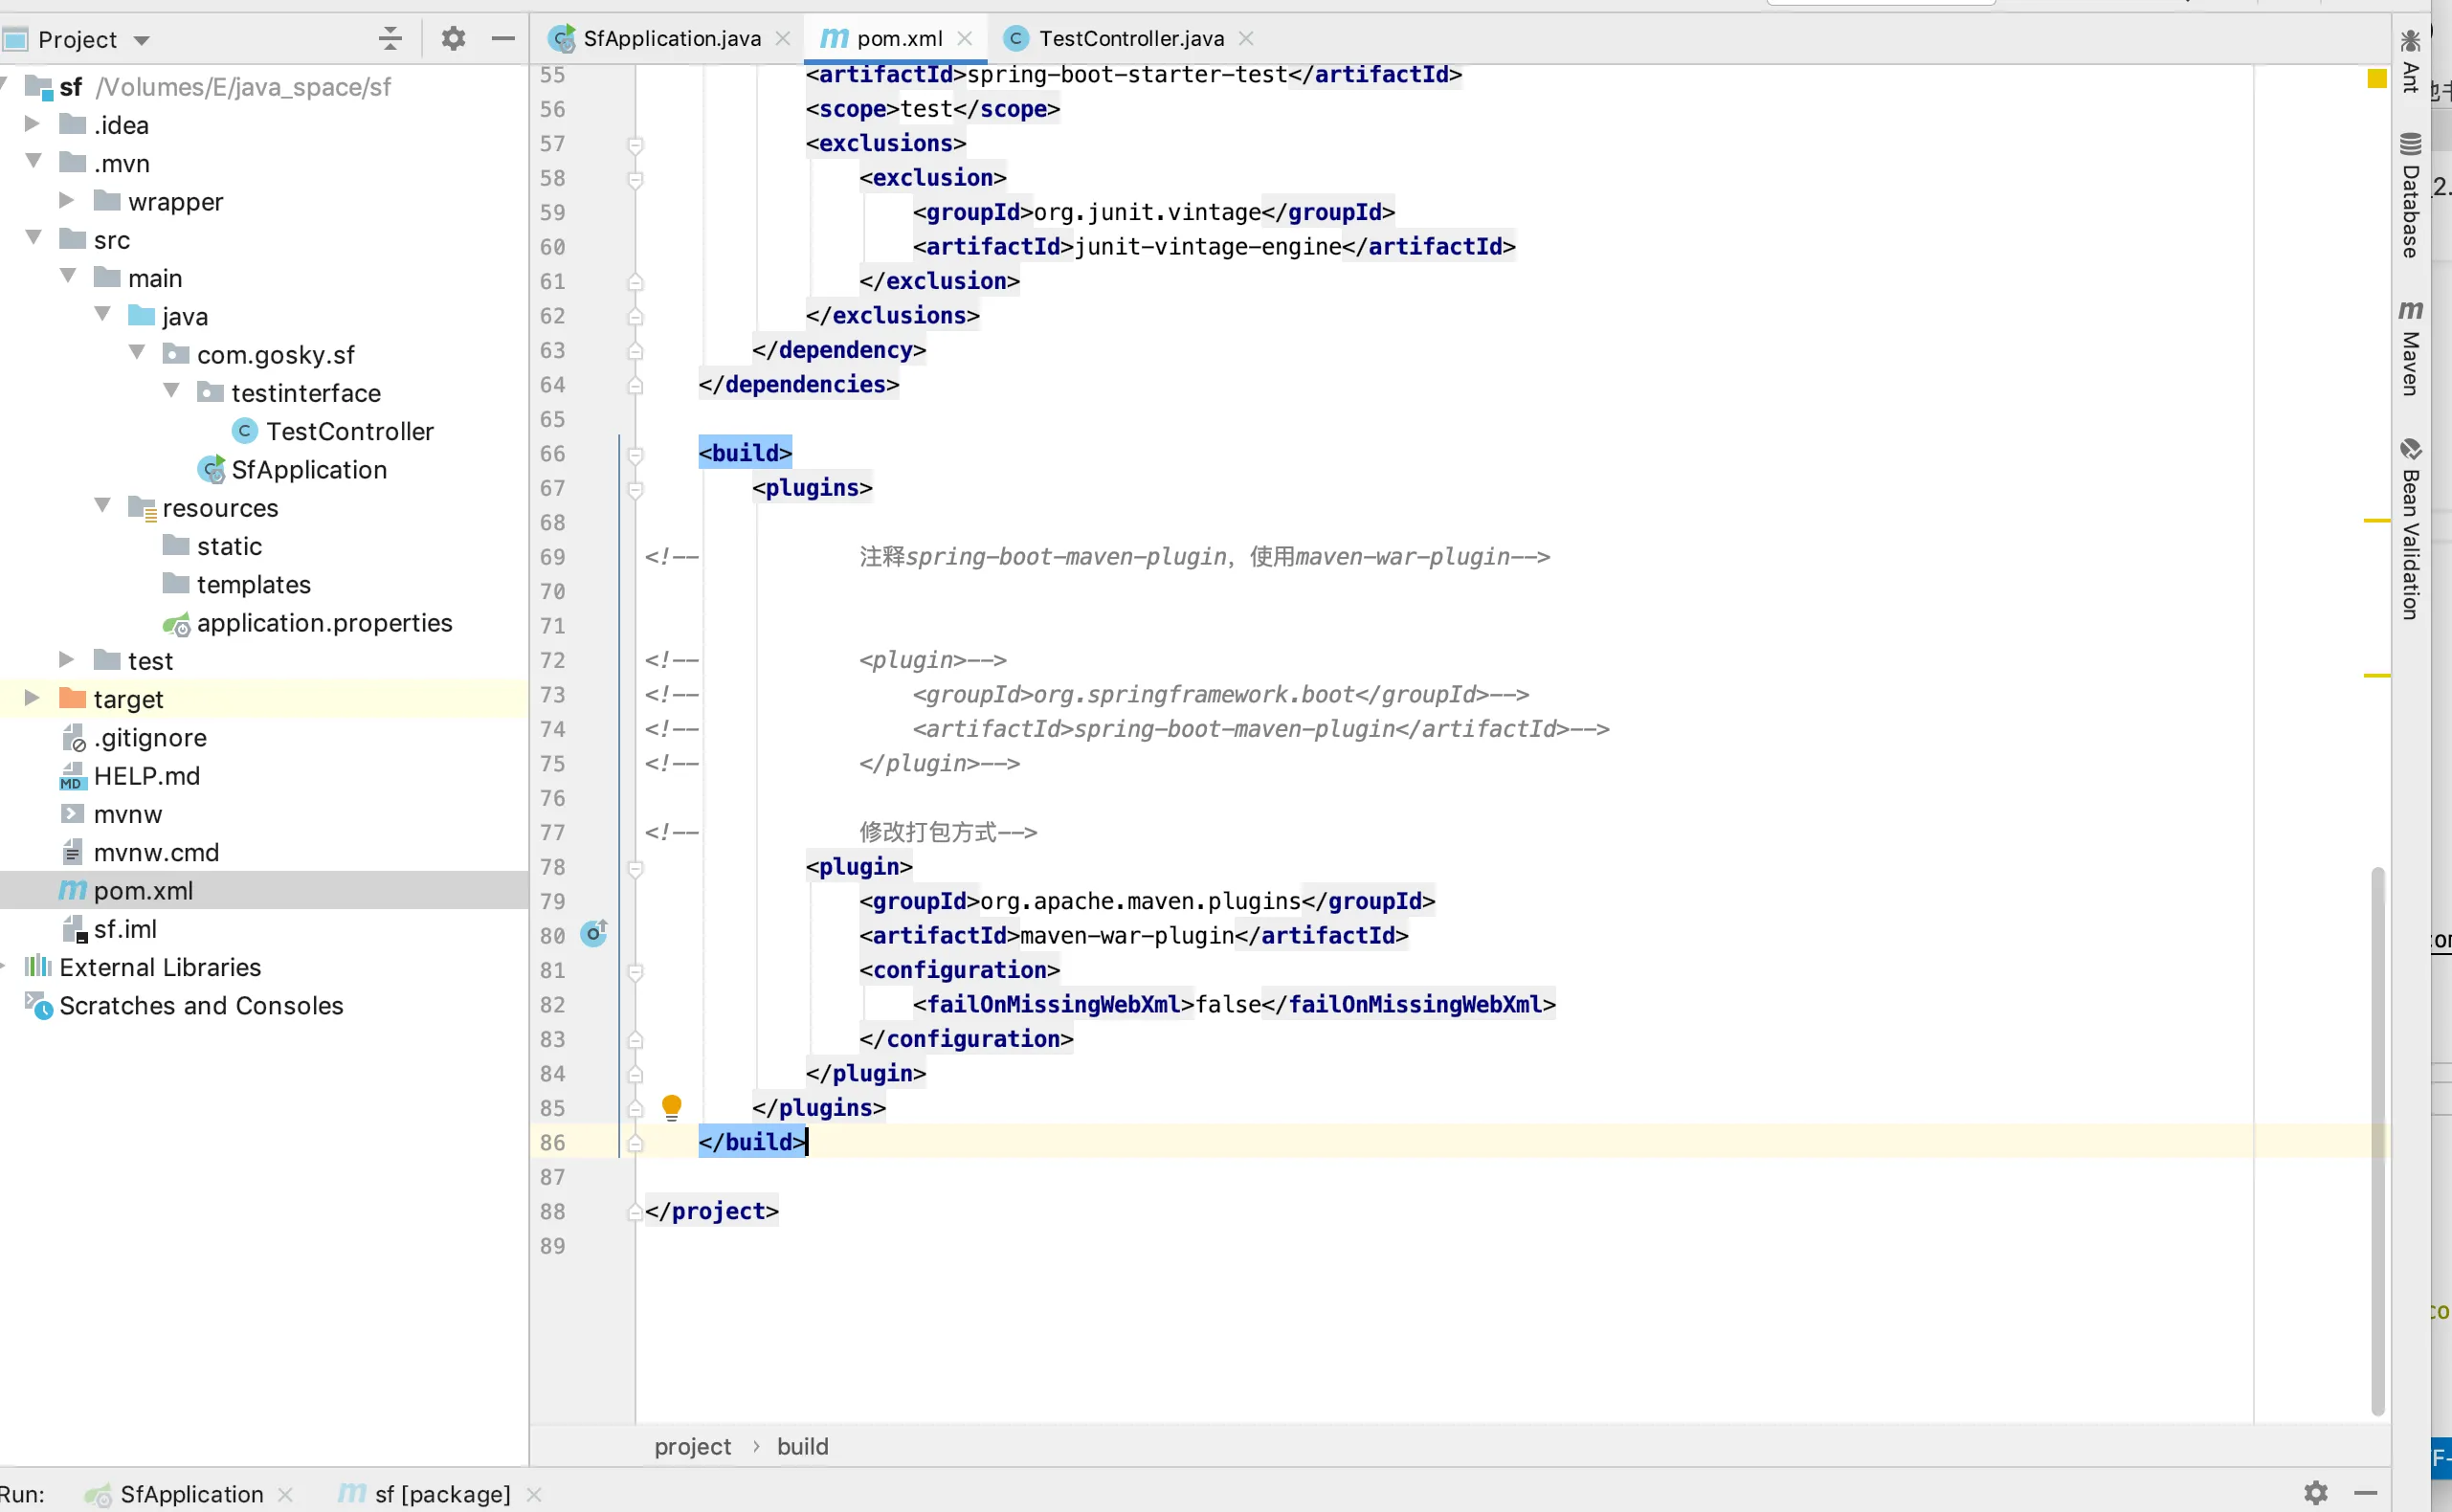 Project
sf /Volumes/E/java_space/sf
.idea
.mvn
wrapper
src
main
java
com.gosky.sf
testinterface
TestController
SfApplication
resources
static
templates
application.properties
test
target
.gitignore
HELP.md
mvnw
mvnw.cmd
pom.xml
sf.iml
External Libraries
Scratches and Consoles
SfApplication.java
pom.xml
TestController.java
55 <artifactId>spring-boot-starter-test</artifactId>
56 <scope>test</scope>
57 <exclusions>
58 <exclusion>
59 <groupId>org.junit.vintage</groupId>
60 <artifactId>junit-vintage-engine</artifactId>
61 </exclusion>
62 </exclusions>
63 </dependency>
64 </dependencies>
65
66 <build>
67 <plugins>
68
69 <!-- 注释spring-boot-maven-plugin，使用maven-war-plugin-->
70
71
72 <!-- <plugin>-->
73 <!-- <groupId>org.springframework.boot</groupId>-->
74 <!-- <artifactId>spring-boot-maven-plugin</artifactId>-->
75 <!-- </plugin>-->
76
77 <!-- 修改打包方式-->
78 <plugin>
79 <groupId>org.apache.maven.plugins</groupId>
80 <artifactId>maven-war-plugin</artifactId>
81 <configuration>
82 <failOnMissingWebXml>false</failOnMissingWebXml>
83 </configuration>
84 </plugin>
85 </plugins>
86 </build>
87
88 </project>
89
project › build
Ant
Database
Maven
Bean Validation
Run:
SfApplication
sf [package]